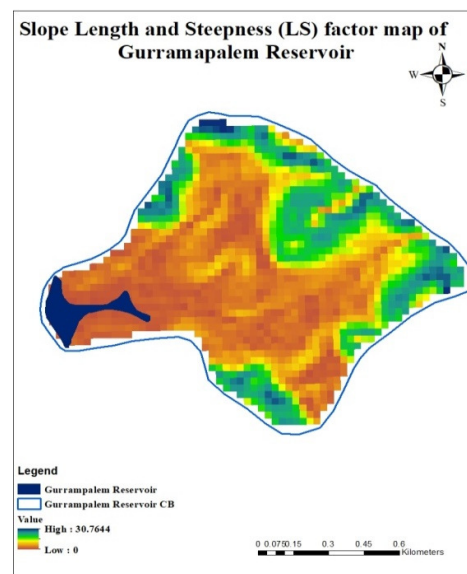 Slope Length and Steepness (LS) factor map of
Gurramapalem Reservoir
N
W
E
S
Legend
Gurrampalem Reservoir
Gurrampalem Reservoir CB
Value
High : 30.7644
Low : 0
0 0.075 0.15 0.3 0.45 0.6
Kilometers